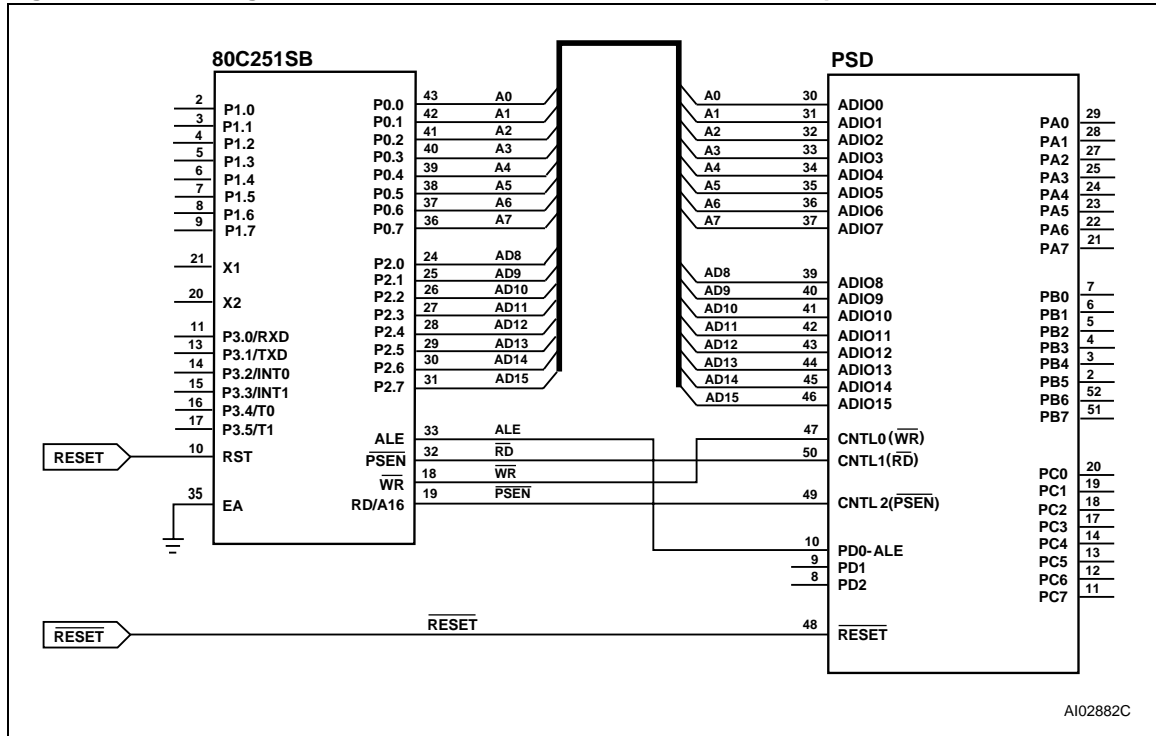 80C251SB
2 P1.0
3 P1.1
4 P1.2
5 P1.3
6 P1.4
7 P1.5
8 P1.6
9 P1.7
21 X1
20 X2
11 P3.0/RXD
13 P3.1/TXD
14 P3.2/INT0
15 P3.3/INT1
16 P3.4/T0
17 P3.5/T1
RESET 10 RST
35 EA
P0.0 43 A0
P0.1 42 A1
P0.2 41 A2
P0.3 40 A3
P0.4 39 A4
P0.5 38 A5
P0.6 37 A6
P0.7 36 A7
P2.0 24 AD8
P2.1 25 AD9
P2.2 26 AD10
P2.3 27 AD11
P2.4 28 AD12
P2.5 29 AD13
P2.6 30 AD14
P2.7 31 AD15
ALE 33 ALE
PSEN 32 RD
WR 18 WR
RD/A16 19 PSEN
PSD
A0 30 ADIO0
A1 31 ADIO1
A2 32 ADIO2
A3 33 ADIO3
A4 34 ADIO4
A5 35 ADIO5
A6 36 ADIO6
A7 37 ADIO7
AD8 39 ADIO8
AD9 40 ADIO9
AD10 41 ADIO10
AD11 42 ADIO11
AD12 43 ADIO12
AD13 44 ADIO13
AD14 45 ADIO14
AD15 46 ADIO15
47 CNTL0(WR)
50 CNTL1(RD)
49 CNTL 2(PSEN)
10 PD0-ALE
9 PD1
8 PD2
RESET RESET 48 RESET
PA0 29
PA1 28
PA2 27
PA3 25
PA4 24
PA5 23
PA6 22
PA7 21
PB0 7
PB1 6
PB2 5
PB3 4
PB4 3
PB5 2
PB6 52
PB7 51
PC0 20
PC1 19
PC2 18
PC3 17
PC4 14
PC5 13
PC6 12
PC7 11
AI02882C